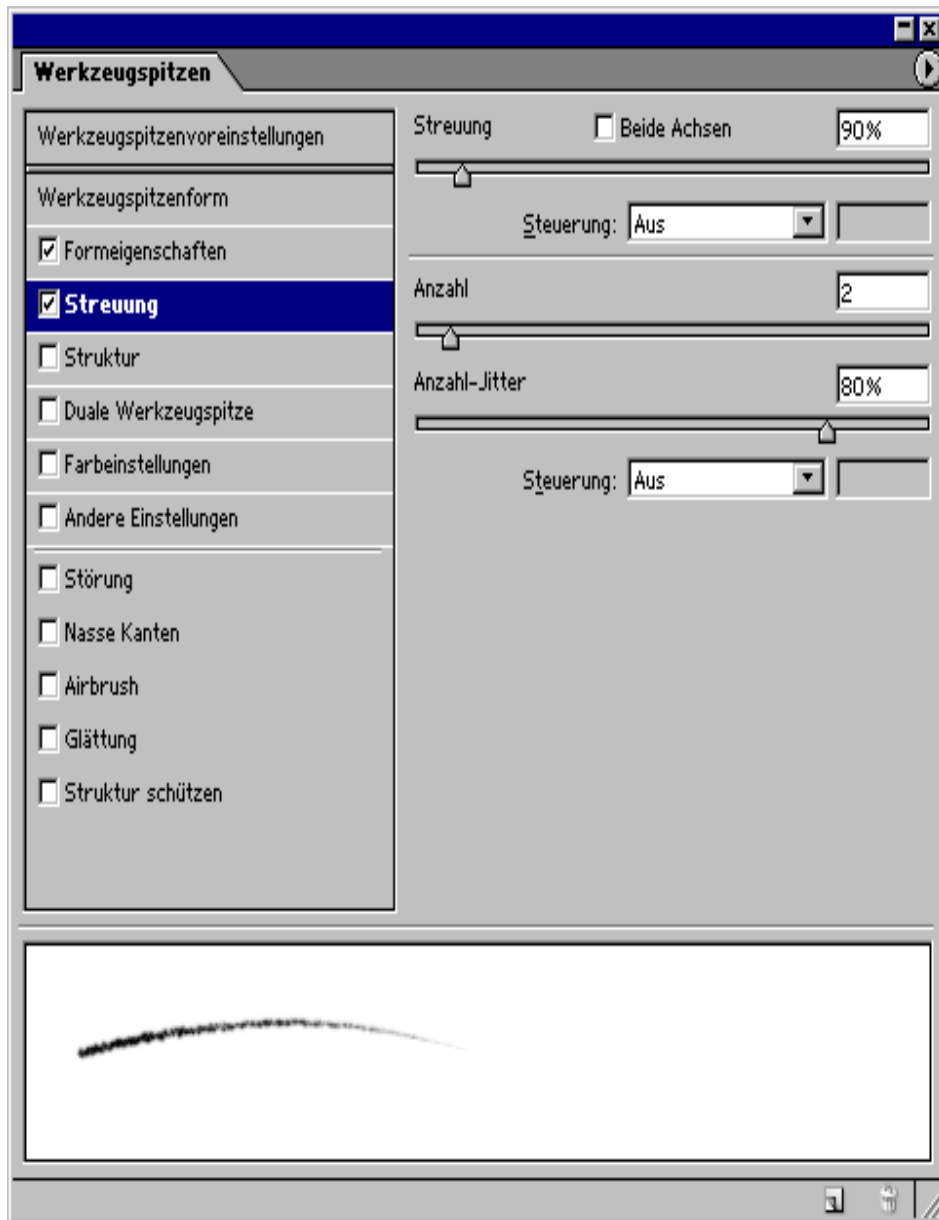 Werkzeugspitzen
Werkzeugspitzenvoreinstellungen
Werkzeugspitzenform
Formeigenschaften
Streuung
Struktur
Duale Werkzeugspitze
Farbeinstellungen
Andere Einstellungen
Störung
Nasse Kanten
Airbrush
Glättung
Struktur schützen
Streuung Beide Achsen 90%
Steuerung: Aus
Anzahl 2
Anzahl-Jitter 80%
Steuerung: Aus